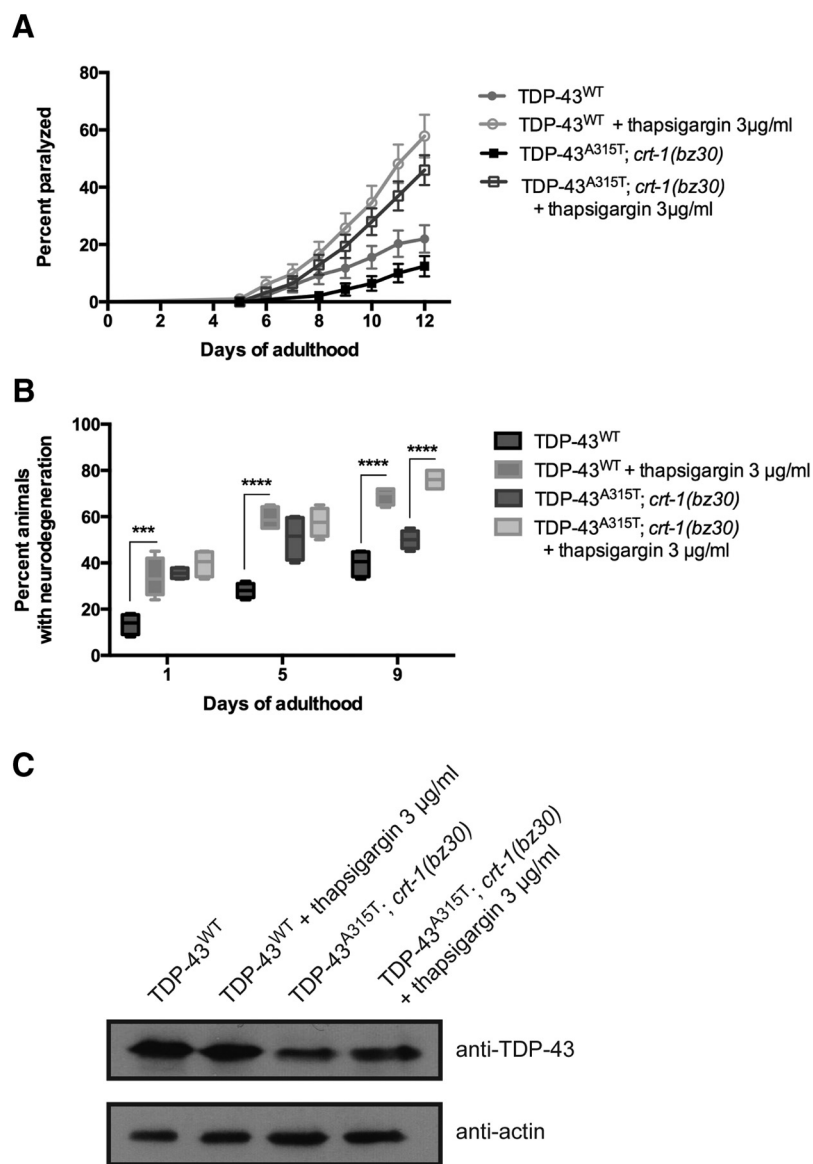 A
Percent paralyzed
80
60
40
20
0
0 2 4 6 8 10 12
Days of adulthood
TDP-43WT
TDP-43WT + thapsigargin 3µg/ml
TDP-43A315T; crt-1(bz30)
TDP-43A315T; crt-1(bz30)
+ thapsigargin 3µg/ml
B
Percent animals
with neurodegeneration
100
80
60
40
20
0
***
****
****
****
1 5 9
Days of adulthood
TDP-43WT
TDP-43WT + thapsigargin 3 µg/ml
TDP-43A315T; crt-1(bz30)
TDP-43A315T; crt-1(bz30)
+ thapsigargin 3 µg/ml
C
TDP-43WT
TDP-43WT + thapsigargin 3 µg/ml
TDP-43A315T; crt-1(bz30)
TDP-43A315T; crt-1(bz30)
+ thapsigargin 3 µg/ml
anti-TDP-43
anti-actin